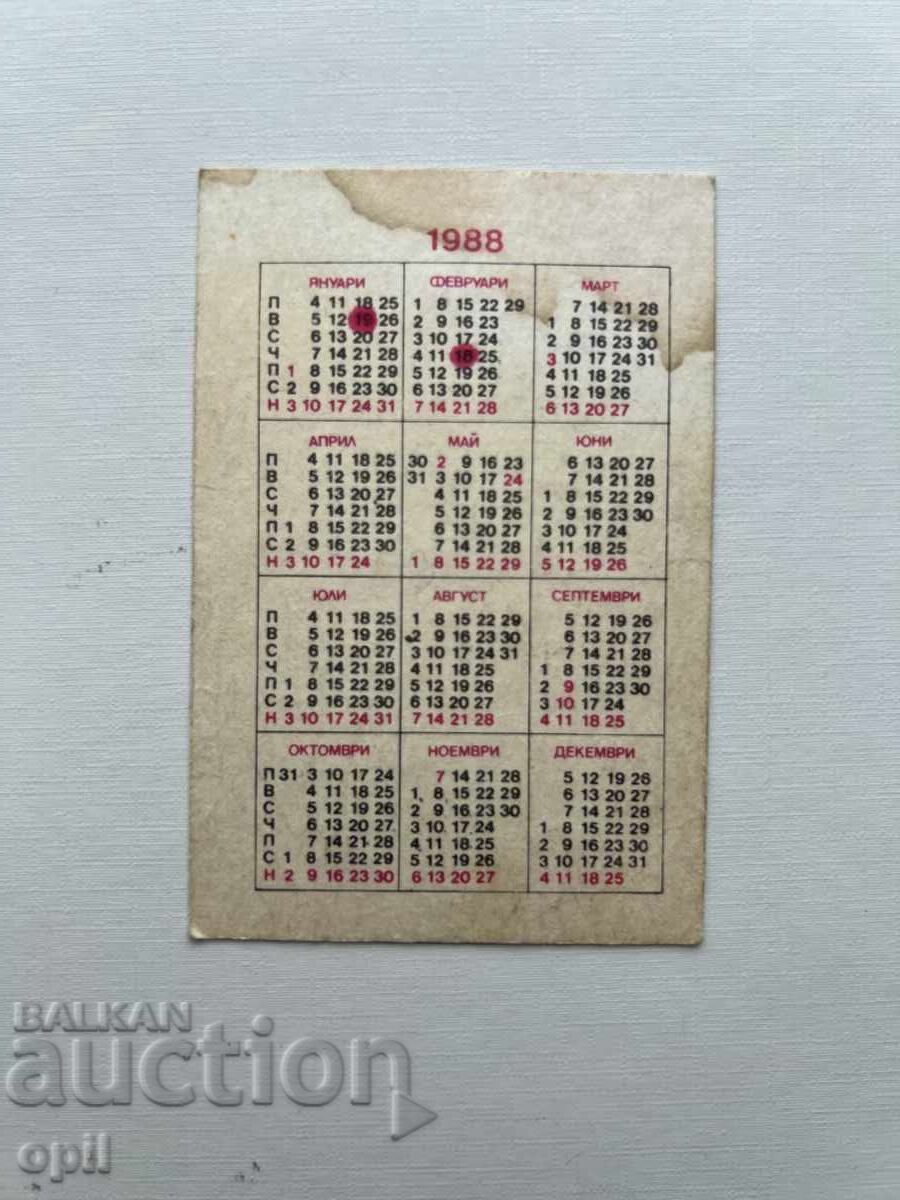 1988
ЯНУАРИ ФЕВРУАРИ МАРТ
П 4 11 18 25 1 8 15 22 29 7 14 21 28
В 5 12 19 26 2 9 16 23 1 8 15 22 29
С 6 13 20 27 3 10 17 24 2 9 16 23 30
Ч 7 14 21 28 4 11 18 25 3 10 17 24 31
П 1 8 15 22 29 5 12 19 26 4 11 18 25
С 2 9 16 23 30 6 13 20 27 5 12 19 26
Н 3 10 17 24 31 7 14 21 28 6 13 20 27
АПРИЛ МАЙ ЮНИ
П 4 11 18 25 30 2 9 16 23 6 13 20 27
В 5 12 19 26 31 3 10 17 24 7 14 21 28
С 6 13 20 27 4 11 18 25 1 8 15 22 29
Ч 7 14 21 28 5 12 19 26 2 9 16 23 30
П 1 8 15 22 29 6 13 20 27 3 10 17 24
С 2 9 16 23 30 7 14 21 28 4 11 18 25
Н 3 10 17 24 1 8 15 22 29 5 12 19 26
ЮЛИ АВГУСТ СЕПТЕМВРИ
П 4 11 18 25 1 8 15 22 29 5 12 19 26
В 5 12 19 26 2 9 16 23 30 6 13 20 27
С 6 13 20 27 3 10 17 24 31 7 14 21 28
Ч 7 14 21 28 4 11 18 25 1 8 15 22 29
П 1 8 15 22 29 5 12 19 26 2 9 16 23 30
С 2 9 16 23 30 6 13 20 27 3 10 17 24
Н 3 10 17 24 31 7 14 21 28 4 11 18 25
ОКТОМВРИ НОЕМВРИ ДЕКЕМВРИ
П 31 3 10 17 24 7 14 21 28 5 12 19 26
В 4 11 18 25 1 8 15 22 29 6 13 20 27
С 5 12 19 26 2 9 16 23 30 7 14 21 28
Ч 6 13 20 27 3 10 17 24 1 8 15 22 29
П 7 14 21 28 4 11 18 25 2 9 16 23 30
С 1 8 15 22 29 5 12 19 26 3 10 17 24 31
Н 2 9 16 23 30 6 13 20 27 4 11 18 25
BALKAN
auction
opil